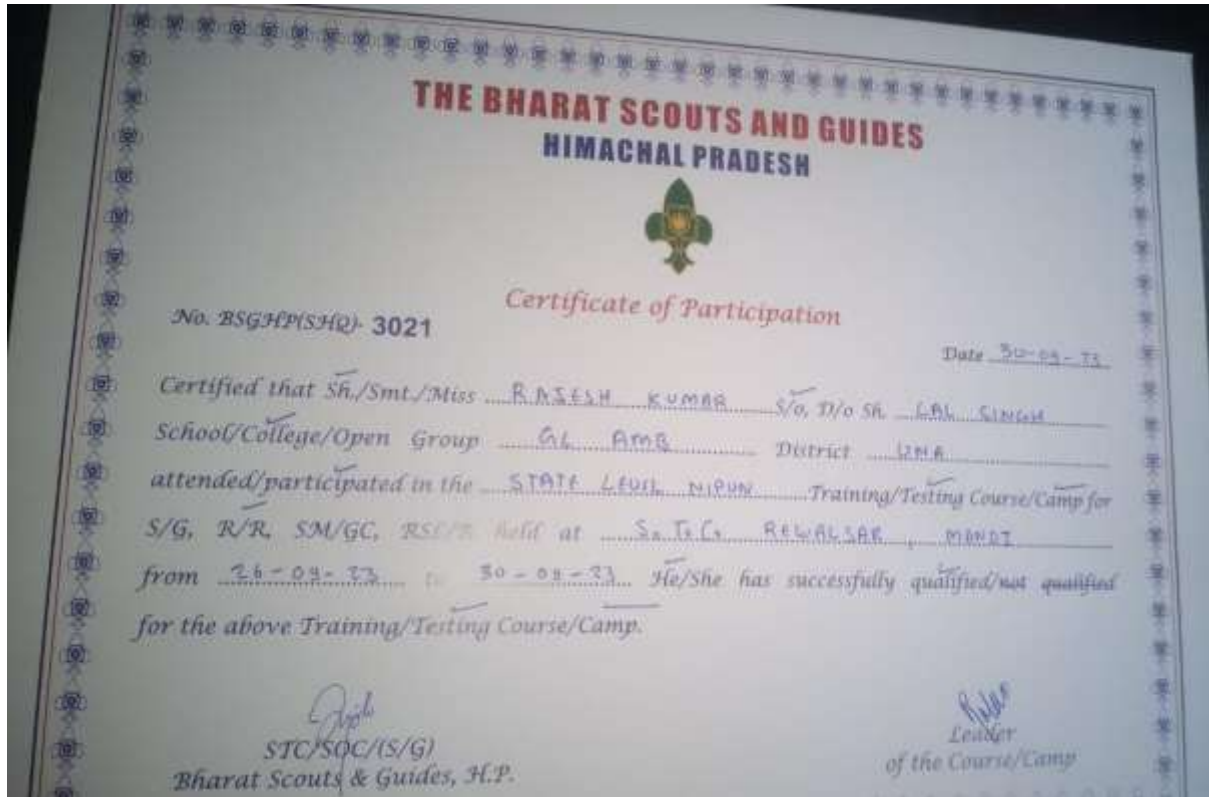 THE BHARAT SCOUTS AND GUIDES
HIMACHAL PRADESH
Certificate of Participation
No. BSGHP(SHQ)- 3021
Date 30-09-23
Certified that Sh./Smt./Miss RAJESH KUMAR S/o, D/o Sh. LAL SINGH
School/College/Open Group GC AMB District UNA
attended/participated in the STATE LEVEL NIPUN Training/Testing Course/Camp for
S/G, R/R, SM/GC, RSL/R held at S.T.C. REWALSAR, MANDI
from 26-09-23 to 30-09-23 He/She has successfully qualified/not qualified
for the above Training/Testing Course/Camp.
STC/SOC/(S/G)
Bharat Scouts & Guides, H.P.
Leader
of the Course/Camp